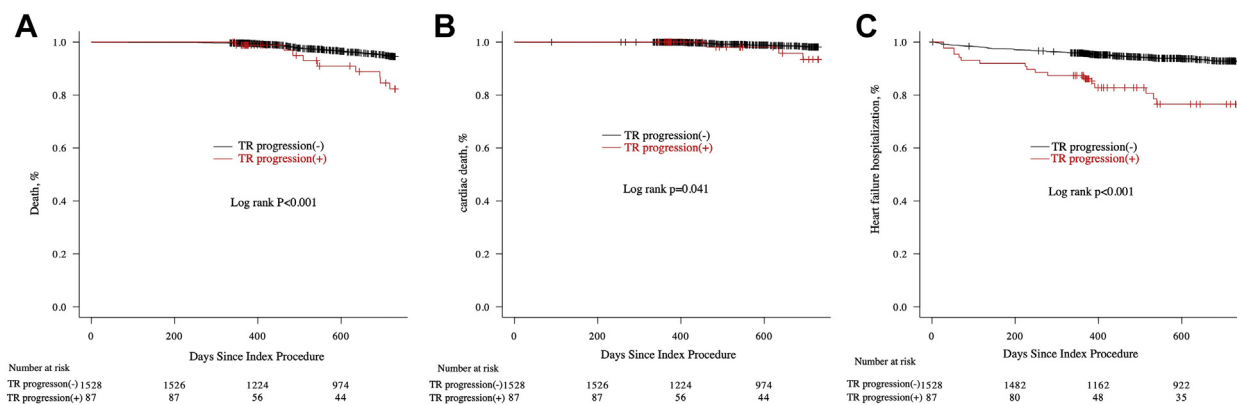 A
1.0
0.8
0.6
0.4
0.2
0.0
Death, %
TR progression(-)
TR progression(+)
Log rank P<0.001
0 200 400 600
Days Since Index Procedure
Number at risk
TR progresson(-) 1528 1526 1224 974
TR progression(+) 87 87 56 44
B
1.0
0.8
0.6
0.4
0.2
0.0
cardiac death, %
TR progression(-)
TR progression(+)
Log rank p=0.041
0 200 400 600
Days Since Index Procedure
Number at risk
TR progression(-) 1528 1526 1224 974
TR progression(+) 87 87 56 44
C
1.0
0.8
0.6
0.4
0.2
0.0
Heart failure hospitalization, %
TR progression(-)
TR progression(+)
Log rank p<0.001
0 200 400 600
Days Since Index Procedure
Number at risk
TR progression(-) 1528 1482 1162 922
TR progression(+) 87 80 48 35